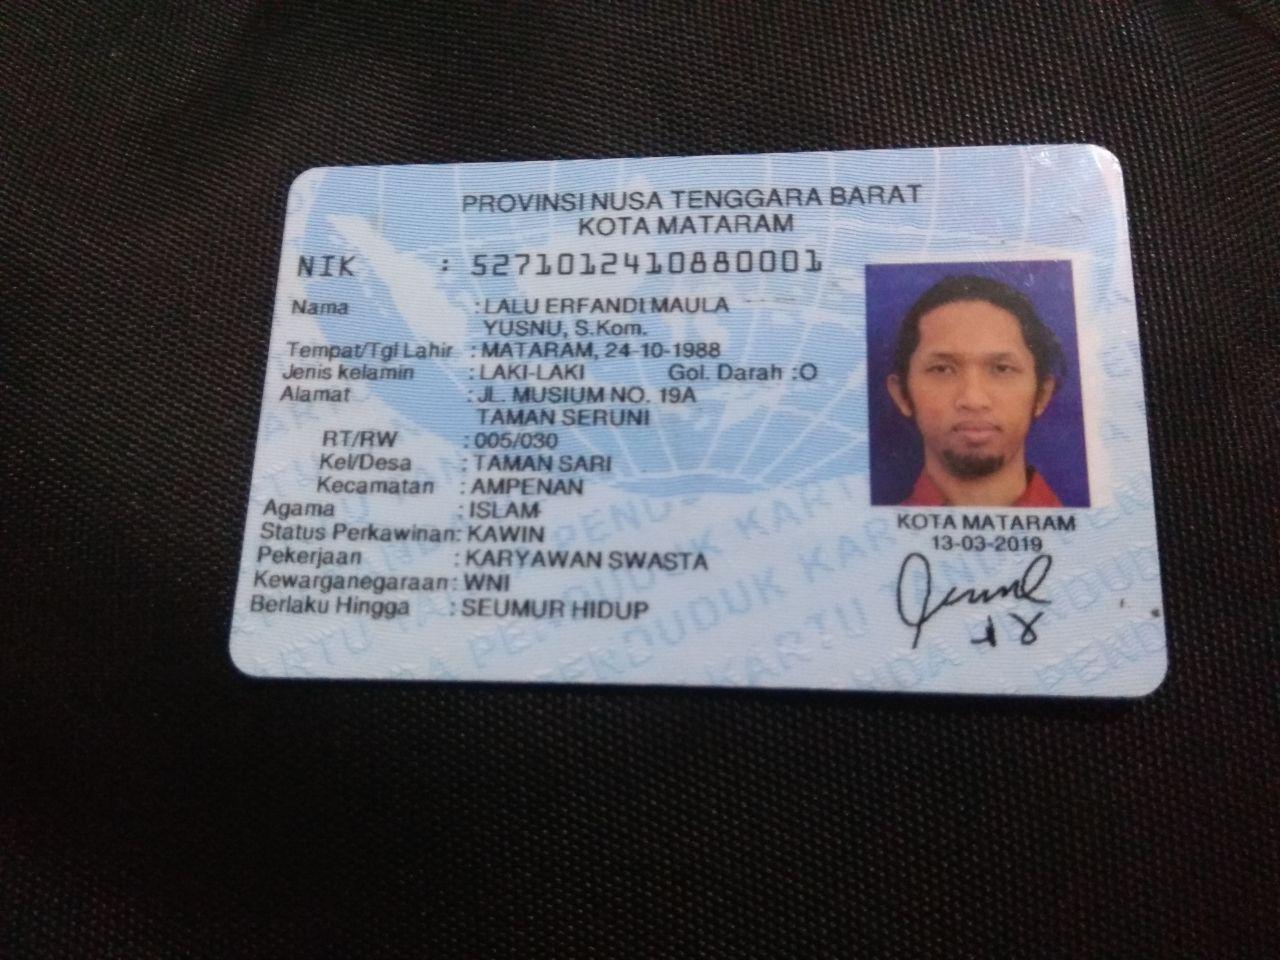 PROVINSI NUSA TENGGARA BARAT
KOTA MATARAM
NIK : 5271012410880001
Nama : LALU ERFANDI MAULA
YUSNU, S.Kom.
Tempat/Tgl Lahir : MATARAM, 24-10-1988
Jenis kelamin : LAKI-LAKI Gol. Darah :O
Alamat : JL. MUSIUM NO. 19A
TAMAN SERUNI
RT/RW : 005/030
Kel/Desa : TAMAN SARI
Kecamatan : AMPENAN
Agama : ISLAM
Status Perkawinan: KAWIN
Pekerjaan : KARYAWAN SWASTA
Kewarganegaraan: WNI
Berlaku Hingga : SEUMUR HIDUP
KOTA MATARAM
13-03-2019